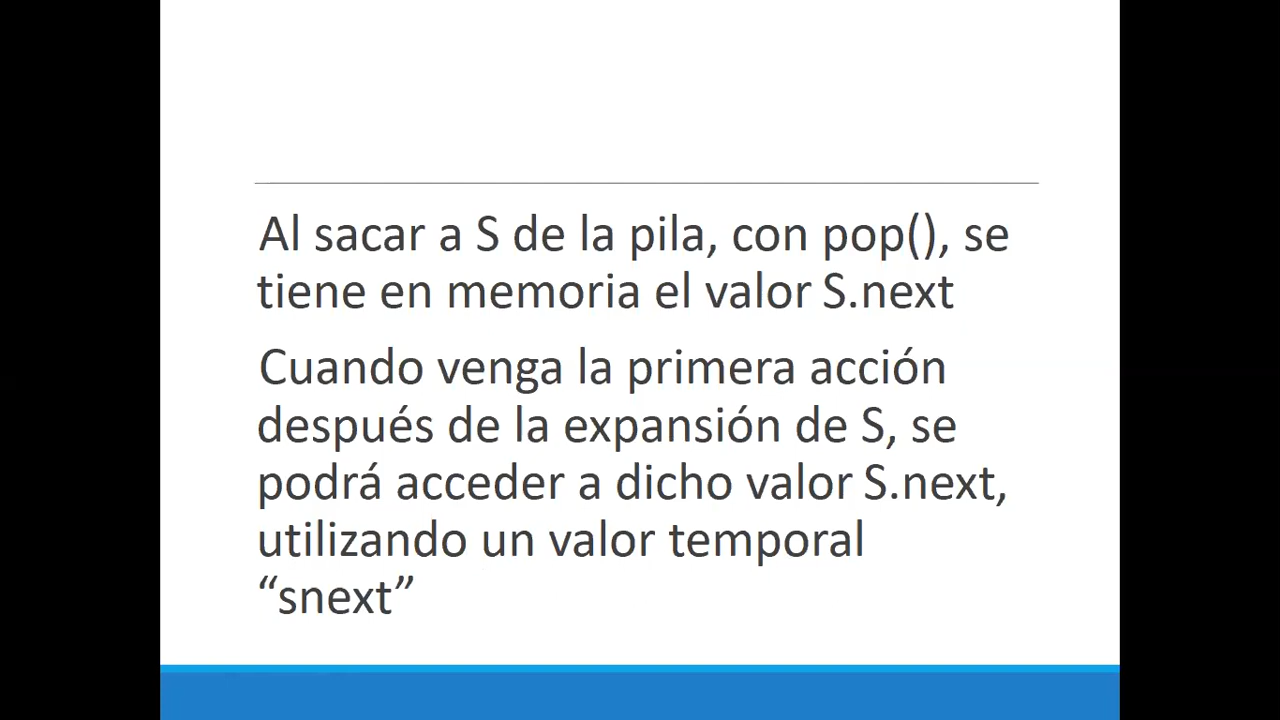 Al sacar a S de la pila, con pop(), se
tiene en memoria el valor S.next
Cuando venga la primera acción
después de la expansión de S, se
podrá acceder a dicho valor S.next,
utilizando un valor temporal
“snext”